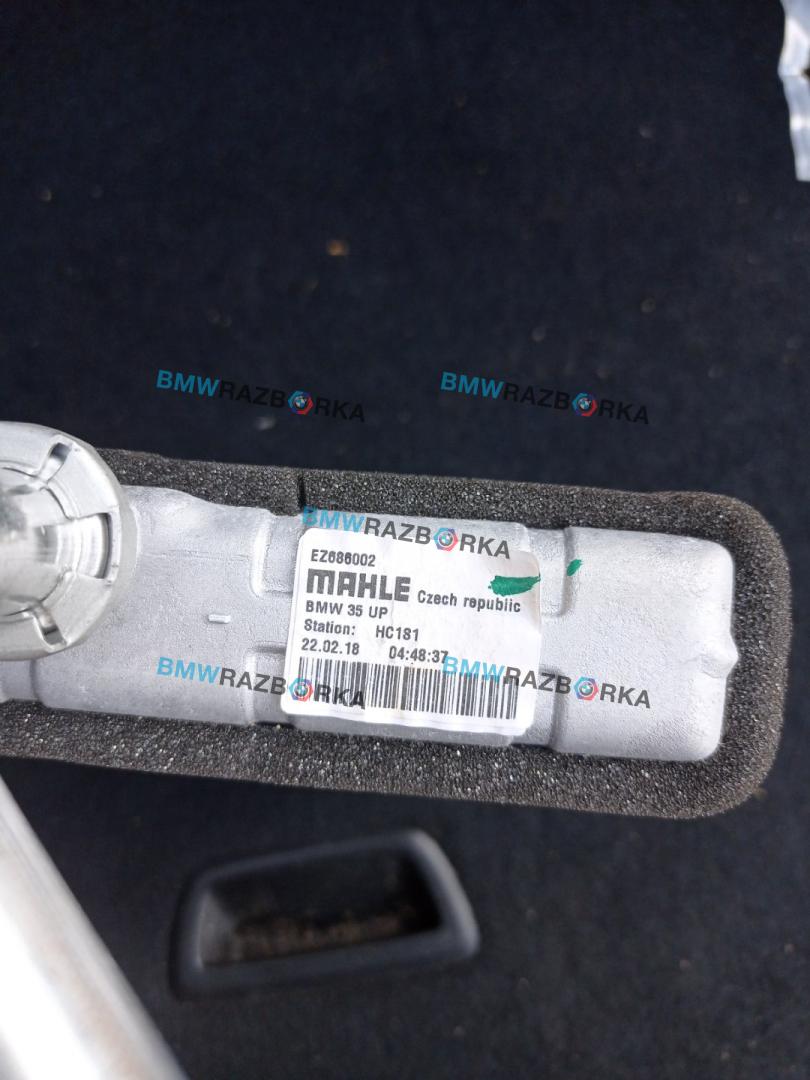 BMWRAZBORKA
BMWRAZBORKA
BMWRAZBORKA
EZ686002
MAHLE Czech republic
BMW 35 UP
Station: HC181
22.02.18 04:48:37
BMWRAZBORKA
BMWRAZBORKA